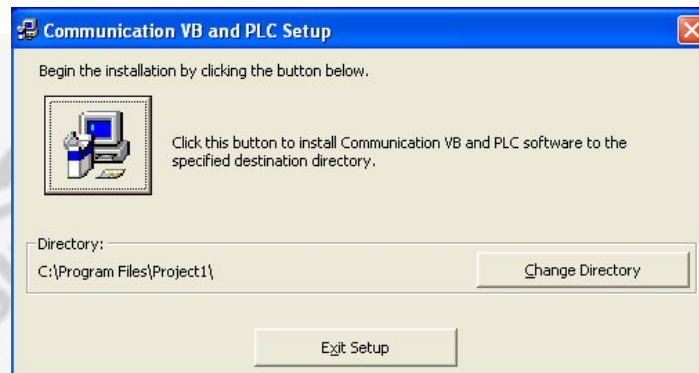 Communication VB and PLC Setup
Begin the installation by clicking the button below.
Click this button to install Communication VB and PLC software to the
specified destination directory.
Directory:
C:\Program Files\Project1\
Change Directory
Exit Setup